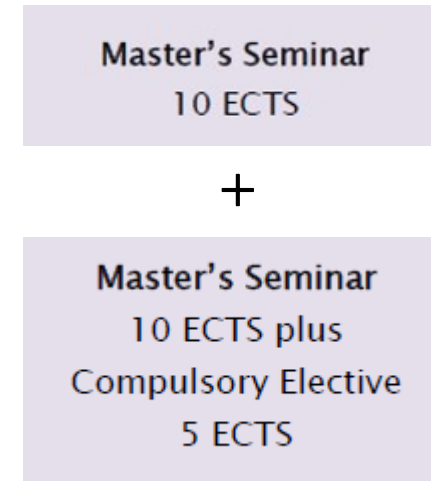 Master's Seminar
10 ECTS
+
Master's Seminar
10 ECTS plus
Compulsory Elective
5 ECTS